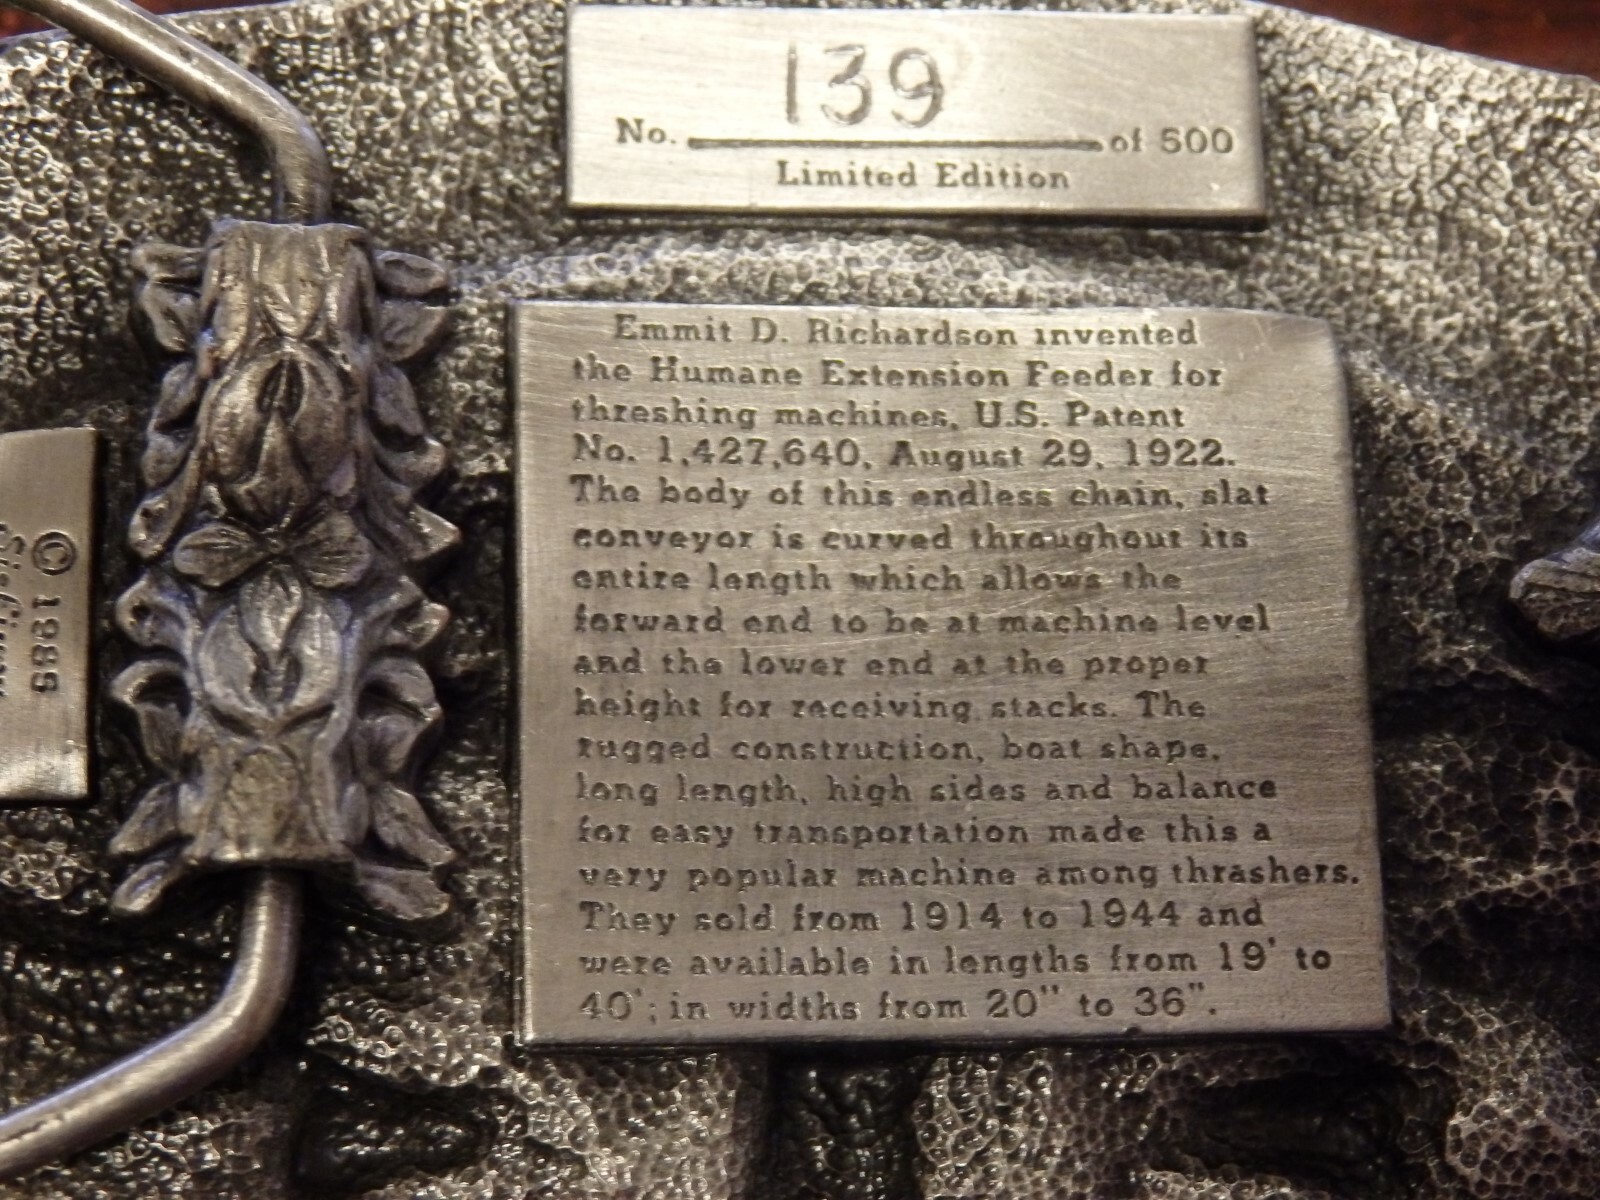 139
No. of 500
Limited Edition
Emmit D. Richardson invented
the Humane Extension Feeder for
threshing machines, U.S. Patent
No. 1,427,640, August 29, 1922.
The body of this endless chain, slat
conveyor is curved throughout its
entire length which allows the
forward end to be at machine level
and the lower end at the proper
height for receiving stacks. The
rugged construction, boat shape,
long length, high sides and balance
for easy transportation made this a
very popular machine among thrashers.
They sold from 1914 to 1944 and
were available in lengths from 19' to
40'; in widths from 20" to 36".
© 1985